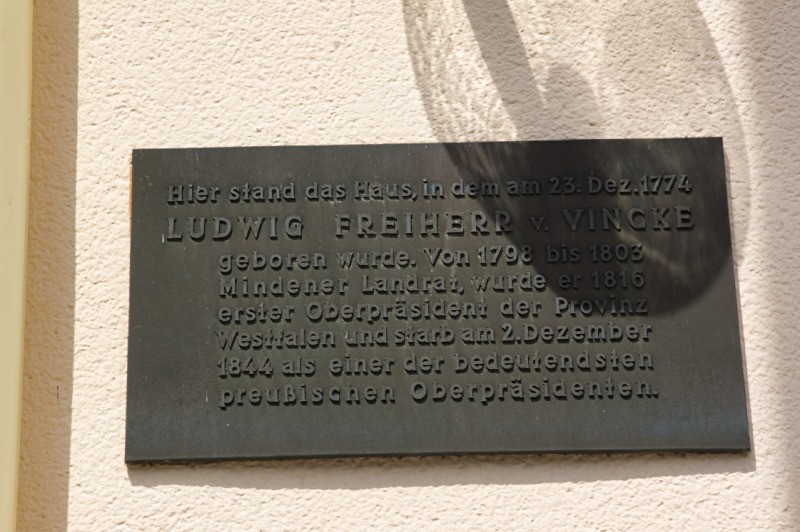 Hier stand das Haus, in dem am 23. Dez. 1774
LUDWIG FREIHERR v. VINCKE
geboren wurde. Von 1798 bis 1803
Mindener Landrat, wurde er 1816
erster Oberpräsident der Provinz
Westfalen und starb am 2. Dezember
1844 als einer der bedeutendsten
preußischen Oberpräsidenten.